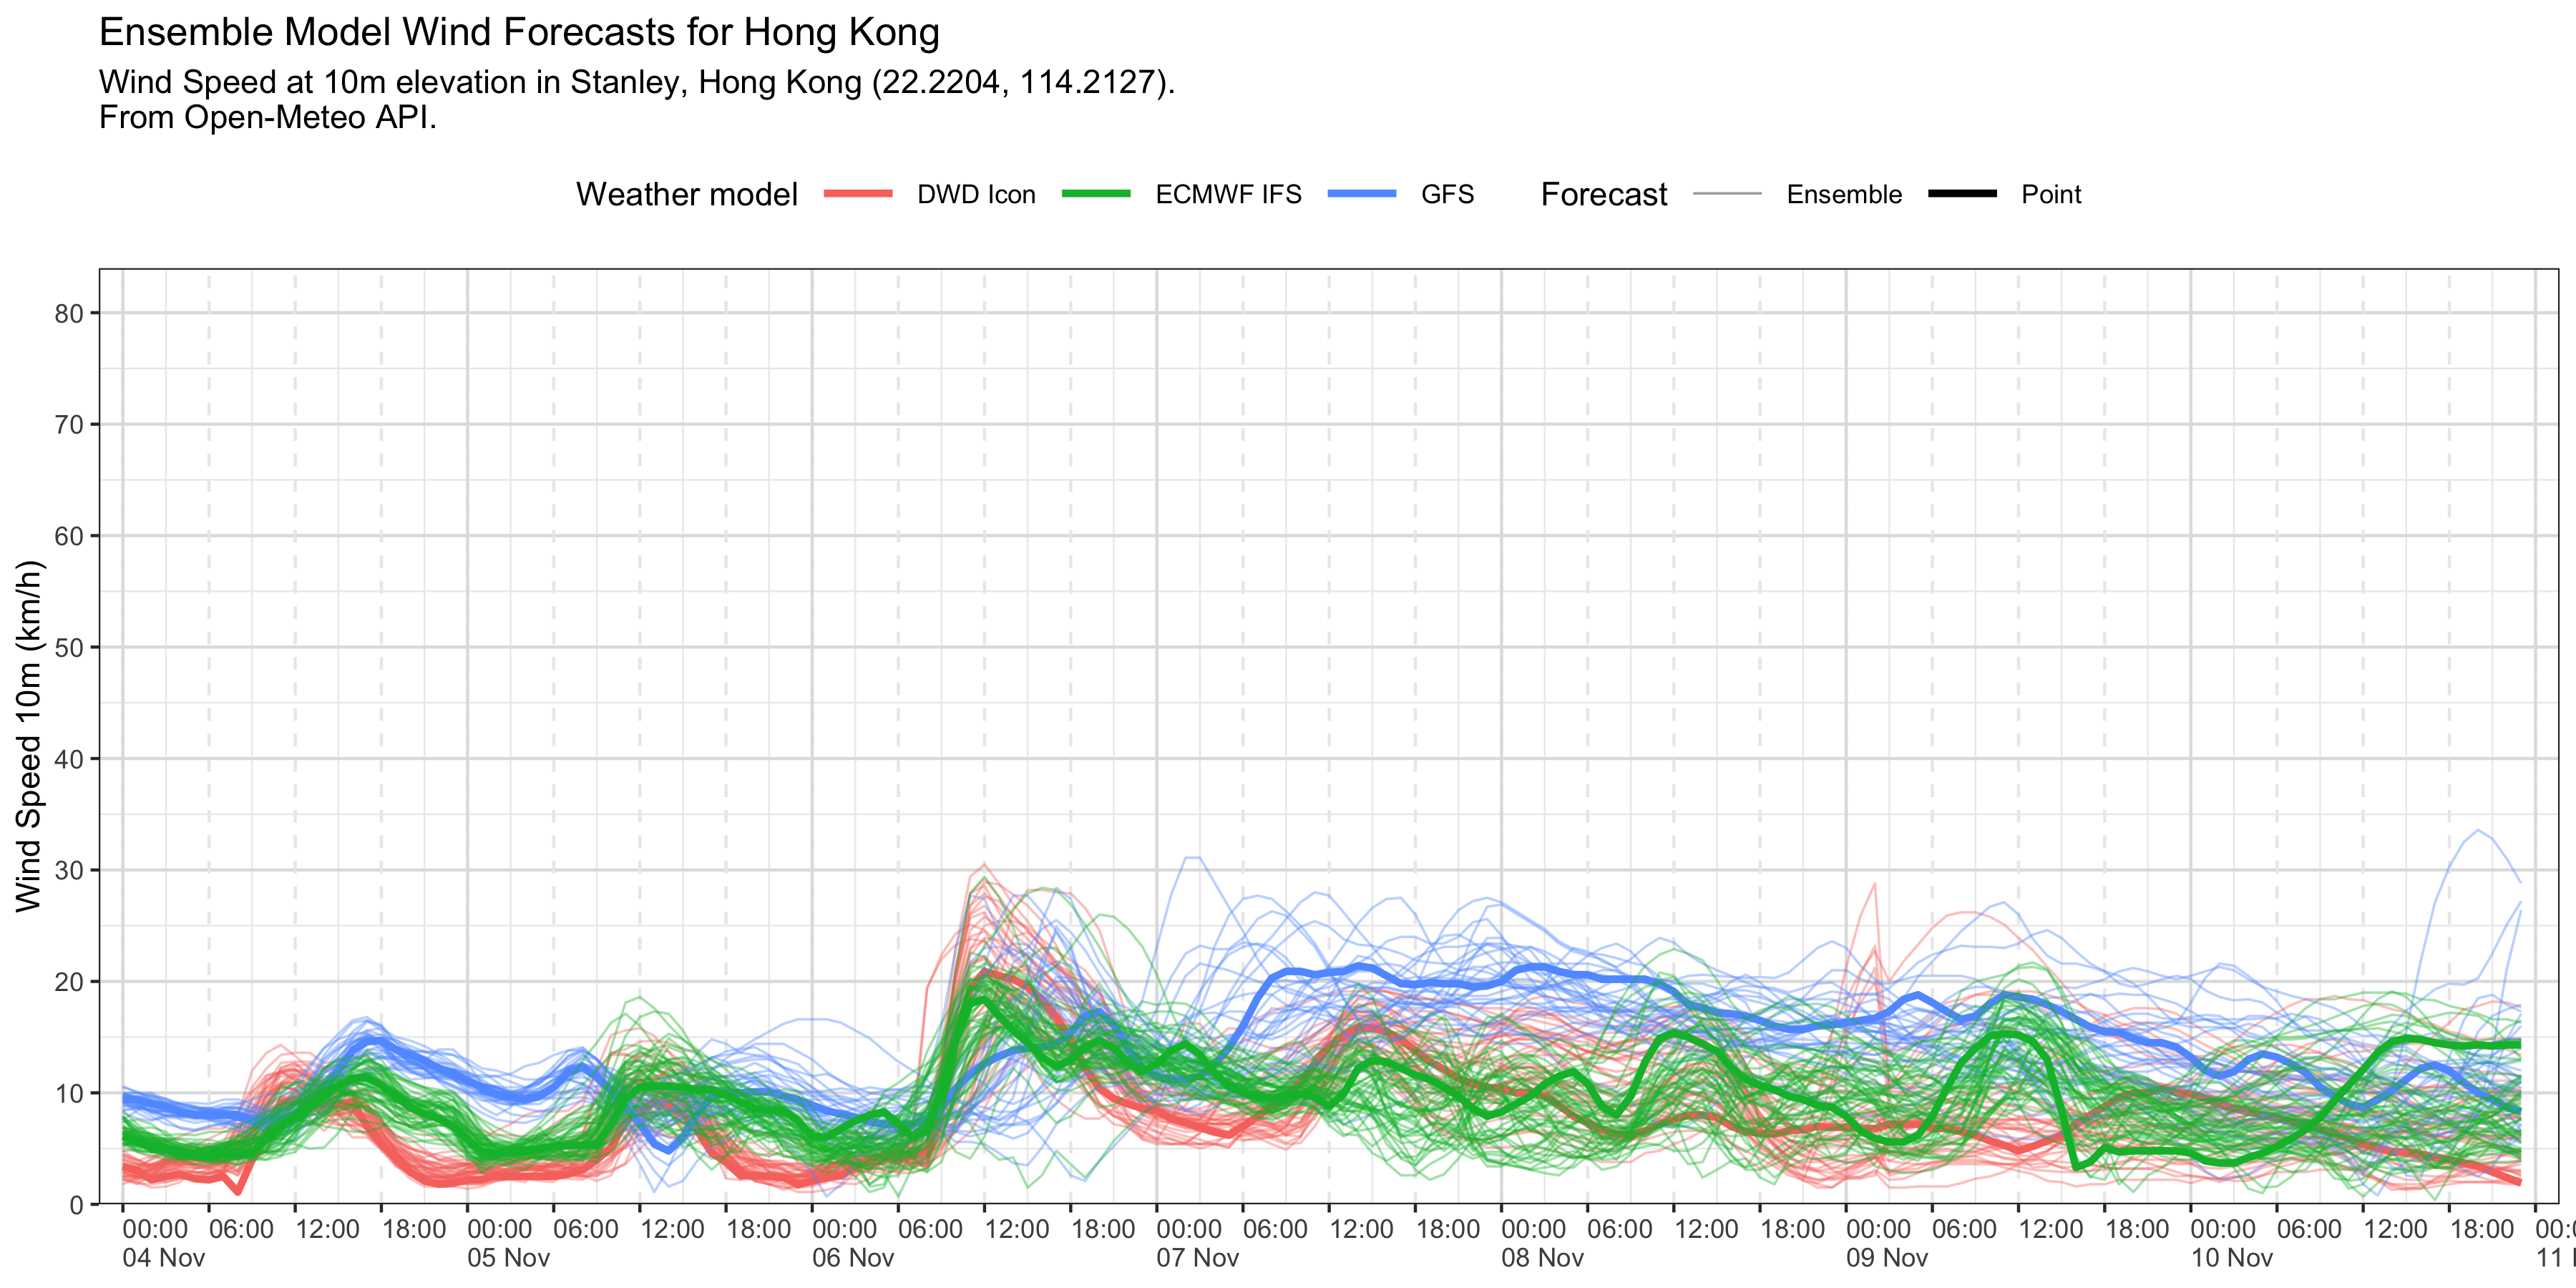 Ensemble Model Wind Forecasts for Hong Kong
Wind Speed at 10m elevation in Stanley, Hong Kong (22.2204, 114.2127).
From Open-Meteo API.
Weather model DWD Icon ECMWF IFS GFS Forecast Ensemble Point
Wind Speed 10m (km/h)
80
70
60
50
40
30
20
10
0
00:00 06:00 12:00 18:00 00:00 06:00 12:00 18:00 00:00 06:00 12:00 18:00 00:00 06:00 12:00 18:00 00:00 06:00 12:00 18:00 00:00 06:00 12:00 18:00 00:00 06:00 12:00 18:00 00:0
04 Nov 05 Nov 06 Nov 07 Nov 08 Nov 09 Nov 10 Nov 11